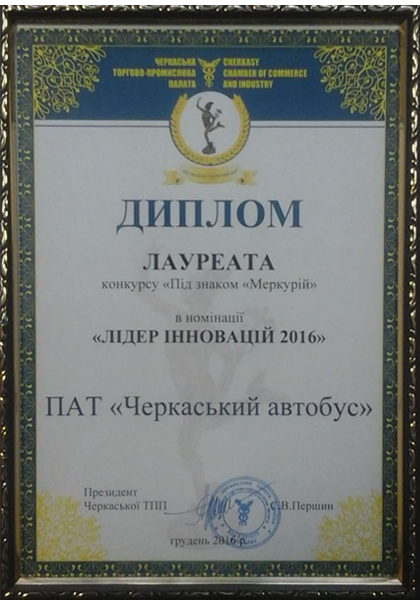 ЧЕРКАСЬКА
ТОРГОВО-ПРОМИСЛОВА
ПАЛАТА
CHERKASY
CHAMBER OF COMMERCE
AND INDUSTRY
ДИПЛОМ
ЛАУРЕАТА
конкурсу «Під знаком «Меркурій»
в номінації
«ЛІДЕР ІННОВАЦІЙ 2016»
ПАТ «Черкаський автобус»
Президент
Черкаської ТПП
С.В.Першин
грудень 2016 р.